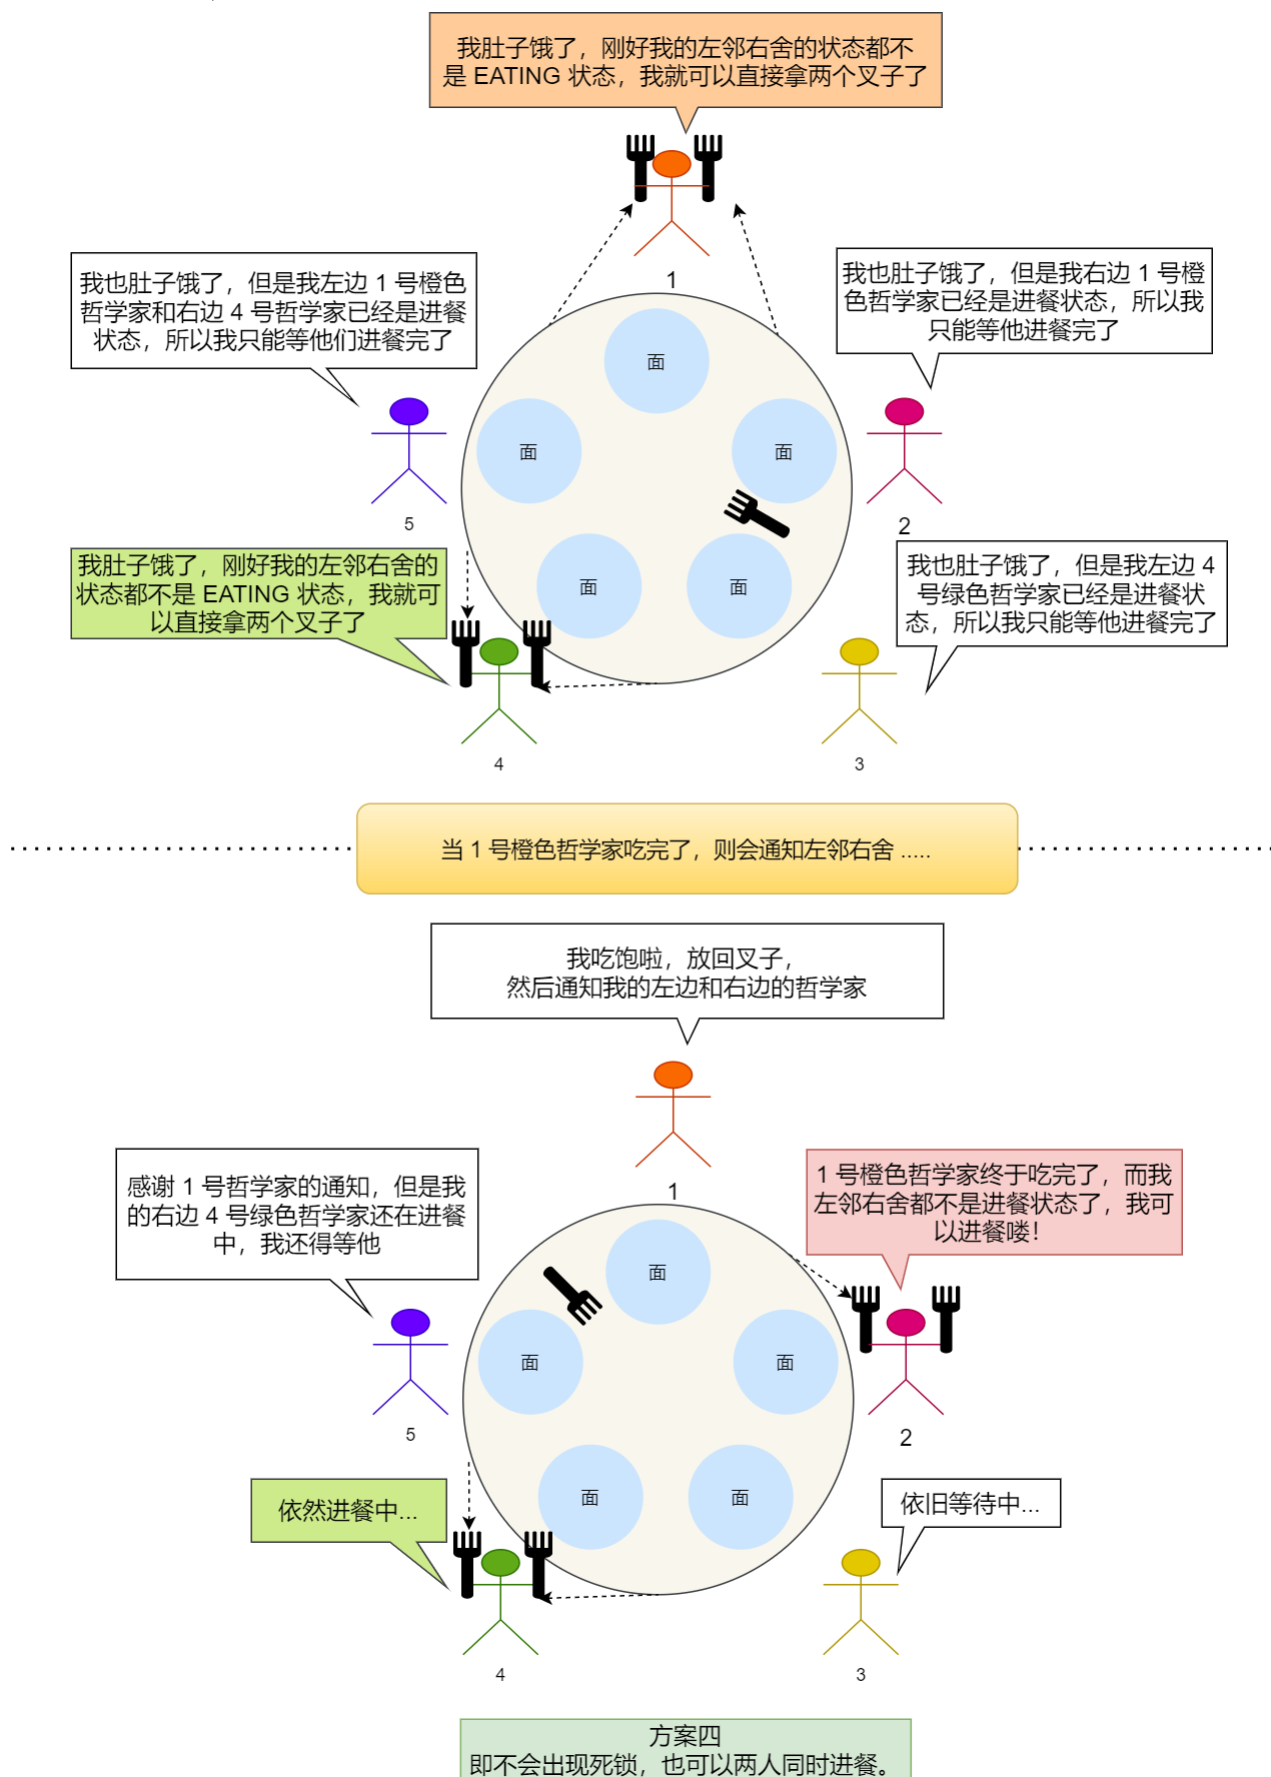 我肚子饿了，刚好我的左邻右舍的状态都不
是 EATING 状态，我就可以直接拿两个叉子了
1
我也肚子饿了，但是我左边 1 号橙色
哲学家和右边 4 号哲学家已经是进餐
状态，所以我只能等他们进餐完了
我也肚子饿了，但是我右边 1 号橙
色哲学家已经是进餐状态，所以我
只能等他进餐完了
面
面
面
5
2
我肚子饿了，刚好我的左邻右舍的
状态都不是 EATING 状态，我就可
以直接拿两个叉子了
我也肚子饿了，但是我左边 4
号绿色哲学家已经是进餐状
态，所以我只能等他进餐完了
面
面
4
3
当 1 号橙色哲学家吃完了，则会通知左邻右舍 .....
我吃饱啦，放回叉子，
然后通知我的左边和右边的哲学家
1
感谢 1 号哲学家的通知，但是我
的右边 4 号绿色哲学家还在进餐
中，我还得等他
1 号橙色哲学家终于吃完了，而我
左邻右舍都不是进餐状态了，我可
以进餐喽！
面
面
面
5
2
依然进餐中...
依旧等待中...
面
面
4
3
方案四
即不会出现死锁，也可以两人同时进餐。